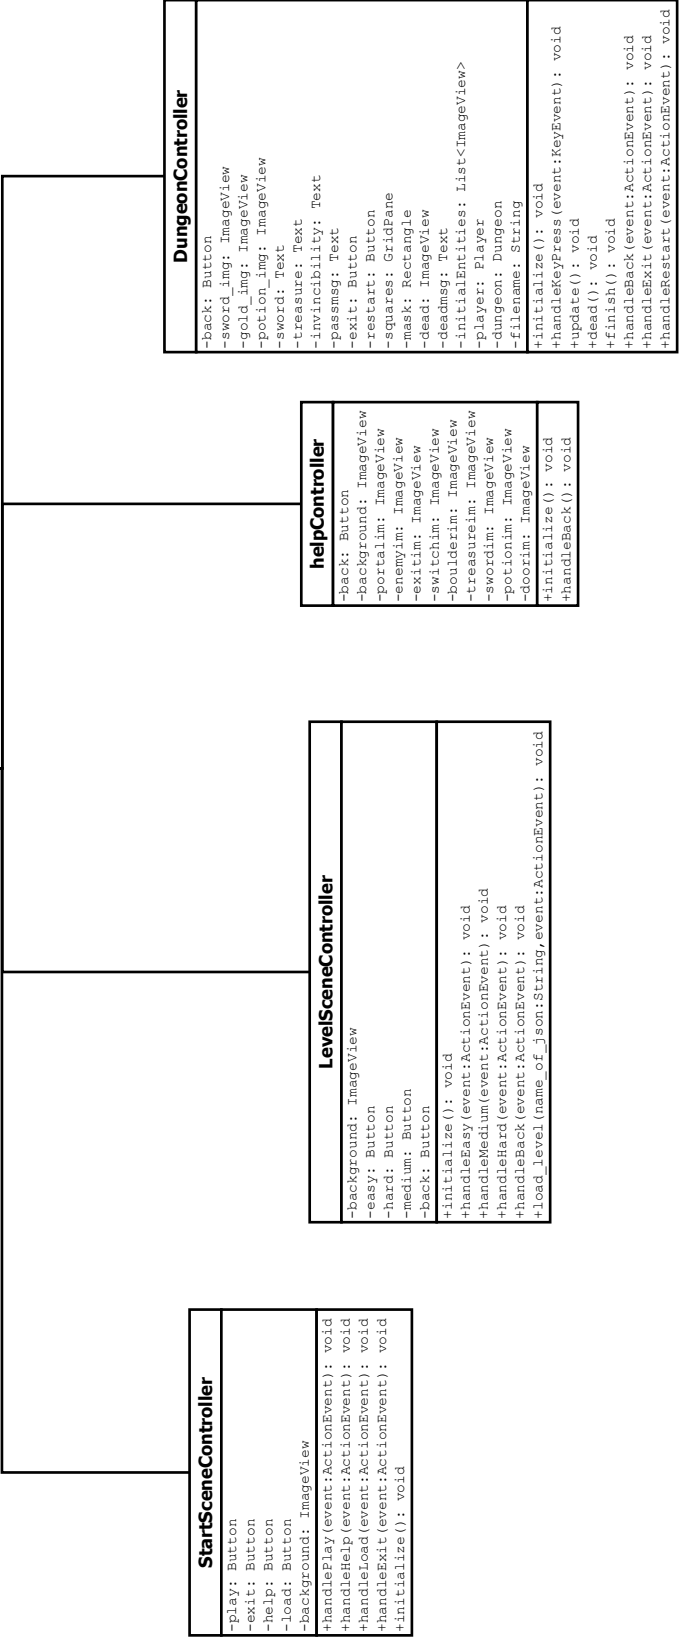 StartSceneController
-play: Button
-exit: Button
-help: Button
-load: Button
-background: ImageView
+handlePlay(event:ActionEvent): void
+handleHelp(event:ActionEvent): void
+handleLoad(event:ActionEvent): void
+handleExit(event:ActionEvent): void
+initialize(): void
LevelSceneController
-background: ImageView
-easy: Button
-hard: Button
-medium: Button
-back: Button
+initialize(): void
+handleEasy(event:ActionEvent): void
+handleMedium(event:ActionEvent): void
+handleHard(event:ActionEvent): void
+handleBack(event:ActionEvent): void
+load_level(name_of_json:String,event:ActionEvent): void
helpController
-back: Button
-background: ImageView
-portalim: ImageView
-enemyim: ImageView
-exitim: ImageView
-switchim: ImageView
-boulderim: ImageView
-treasureim: ImageView
-swordim: ImageView
-potionim: ImageView
-doorim: ImageView
+initialize(): void
+handleBack(): void
DungeonController
-back: Button
-sword_img: ImageView
-gold_img: ImageView
-potion_img: ImageView
-sword: Text
-treasure: Text
-invincibility: Text
-passmsg: Text
-exit: Button
-restart: Button
-squares: GridPane
-mask: Rectangle
-dead: ImageView
-deadmsg: Text
-initialEntities: List<ImageView>
-player: Player
-dungeon: Dungeon
-filename: String
+initialize(): void
+handleKeyPress(event:KeyEvent): void
+update(): void
+dead(): void
+finish(): void
+handleBack(event:ActionEvent): void
+handleExit(event:ActionEvent): void
+handleRestart(event:ActionEvent): void